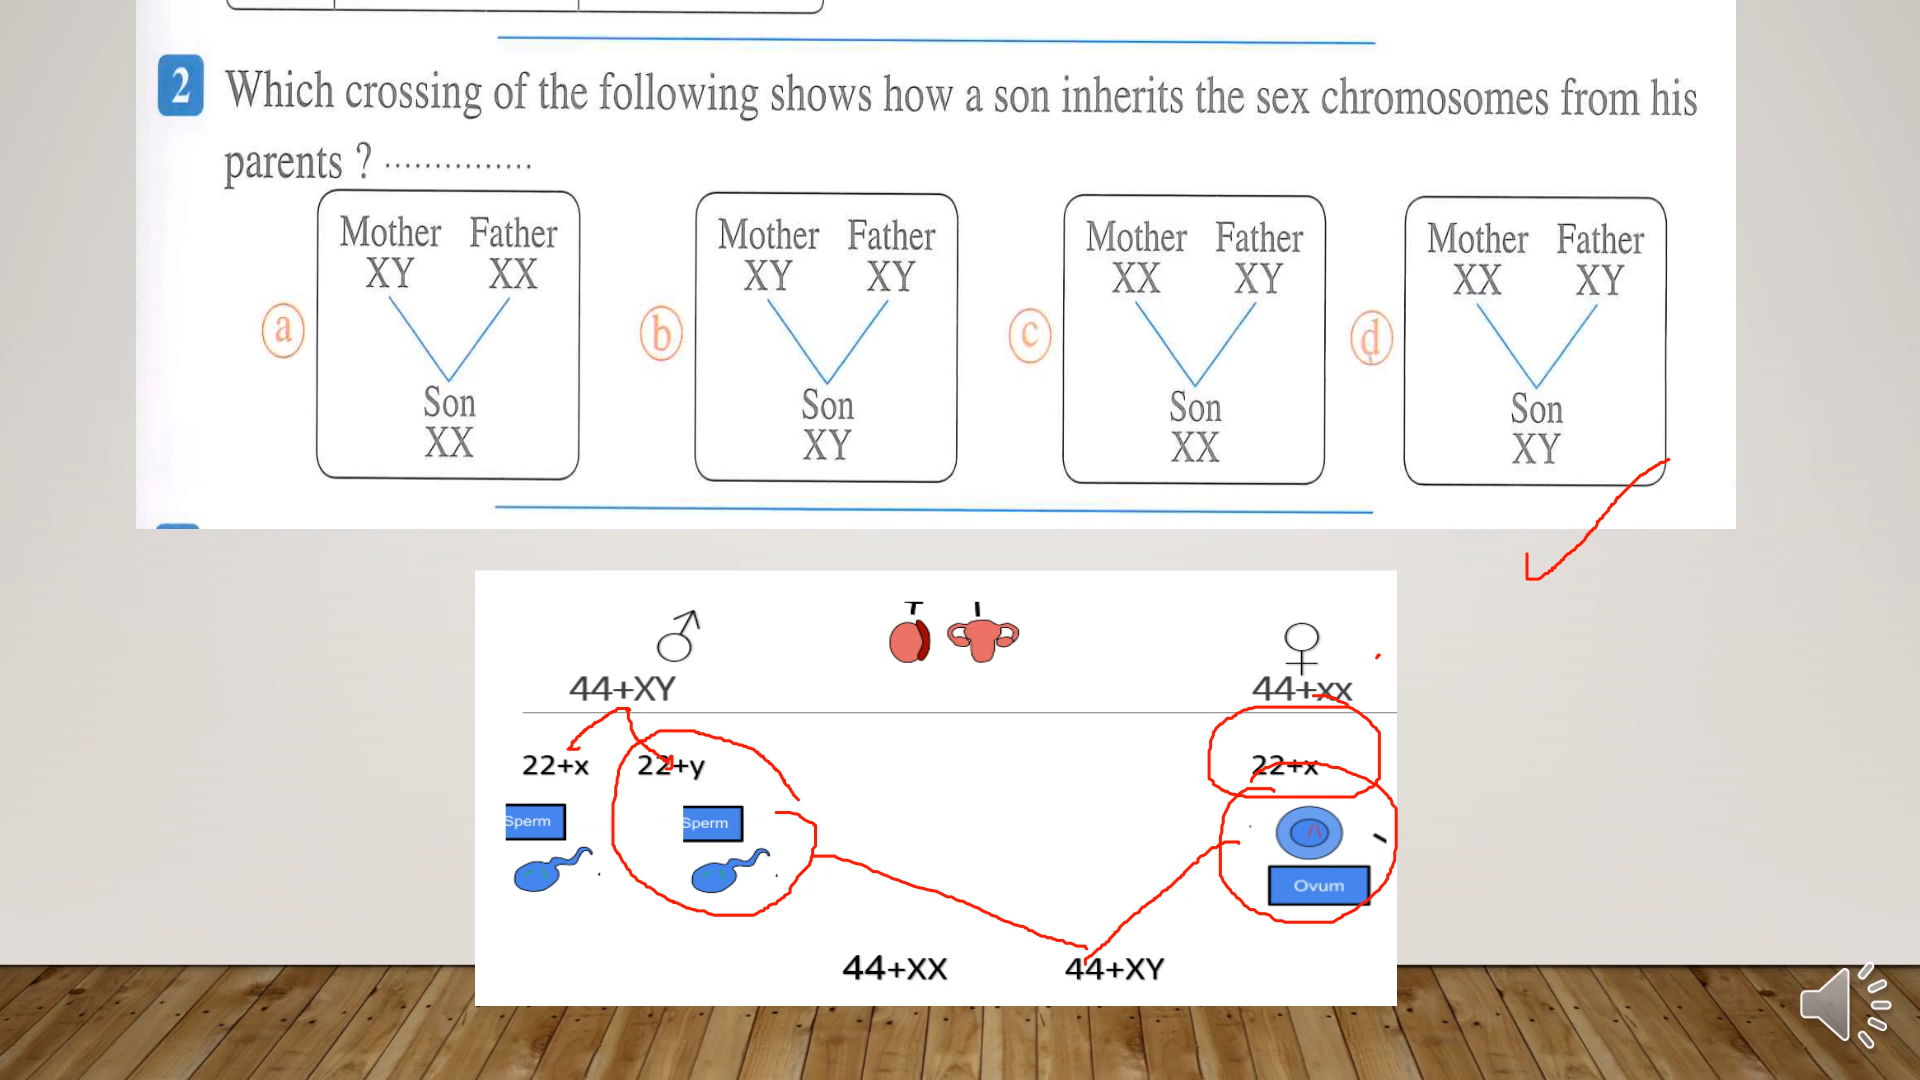 2 Which crossing of the following shows how a son inherits the sex chromosomes from his
parents ? ...............
Mother Father
XY XX
a
Son
XX
Mother Father
XY XY
b
Son
XY
Mother Father
XX XY
c
Son
XX
Mother Father
XX XY
d
Son
XY
44+XY 44+xx
22+x 22+y 22+x
Sperm Sperm
Ovum
44+XX 44+XY